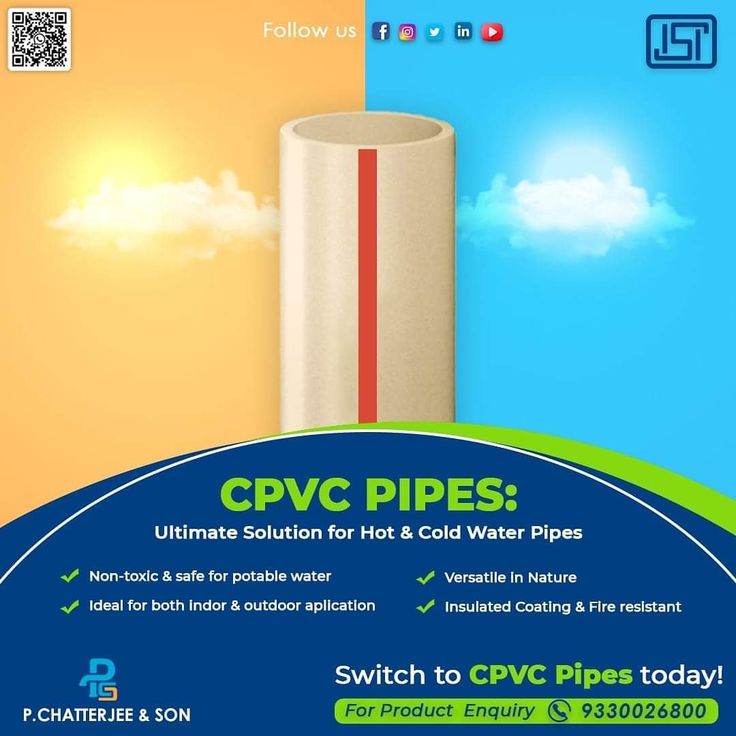 Follow us
CPVC PIPES:
Ultimate Solution for Hot & Cold Water Pipes
Non-toxic & safe for potable water
Versatile in Nature
Ideal for both indor & outdoor aplication
Insulated Coating & Fire resistant
P.CHATTERJEE & SON
Switch to CPVC Pipes today!
For Product Enquiry 9330026800